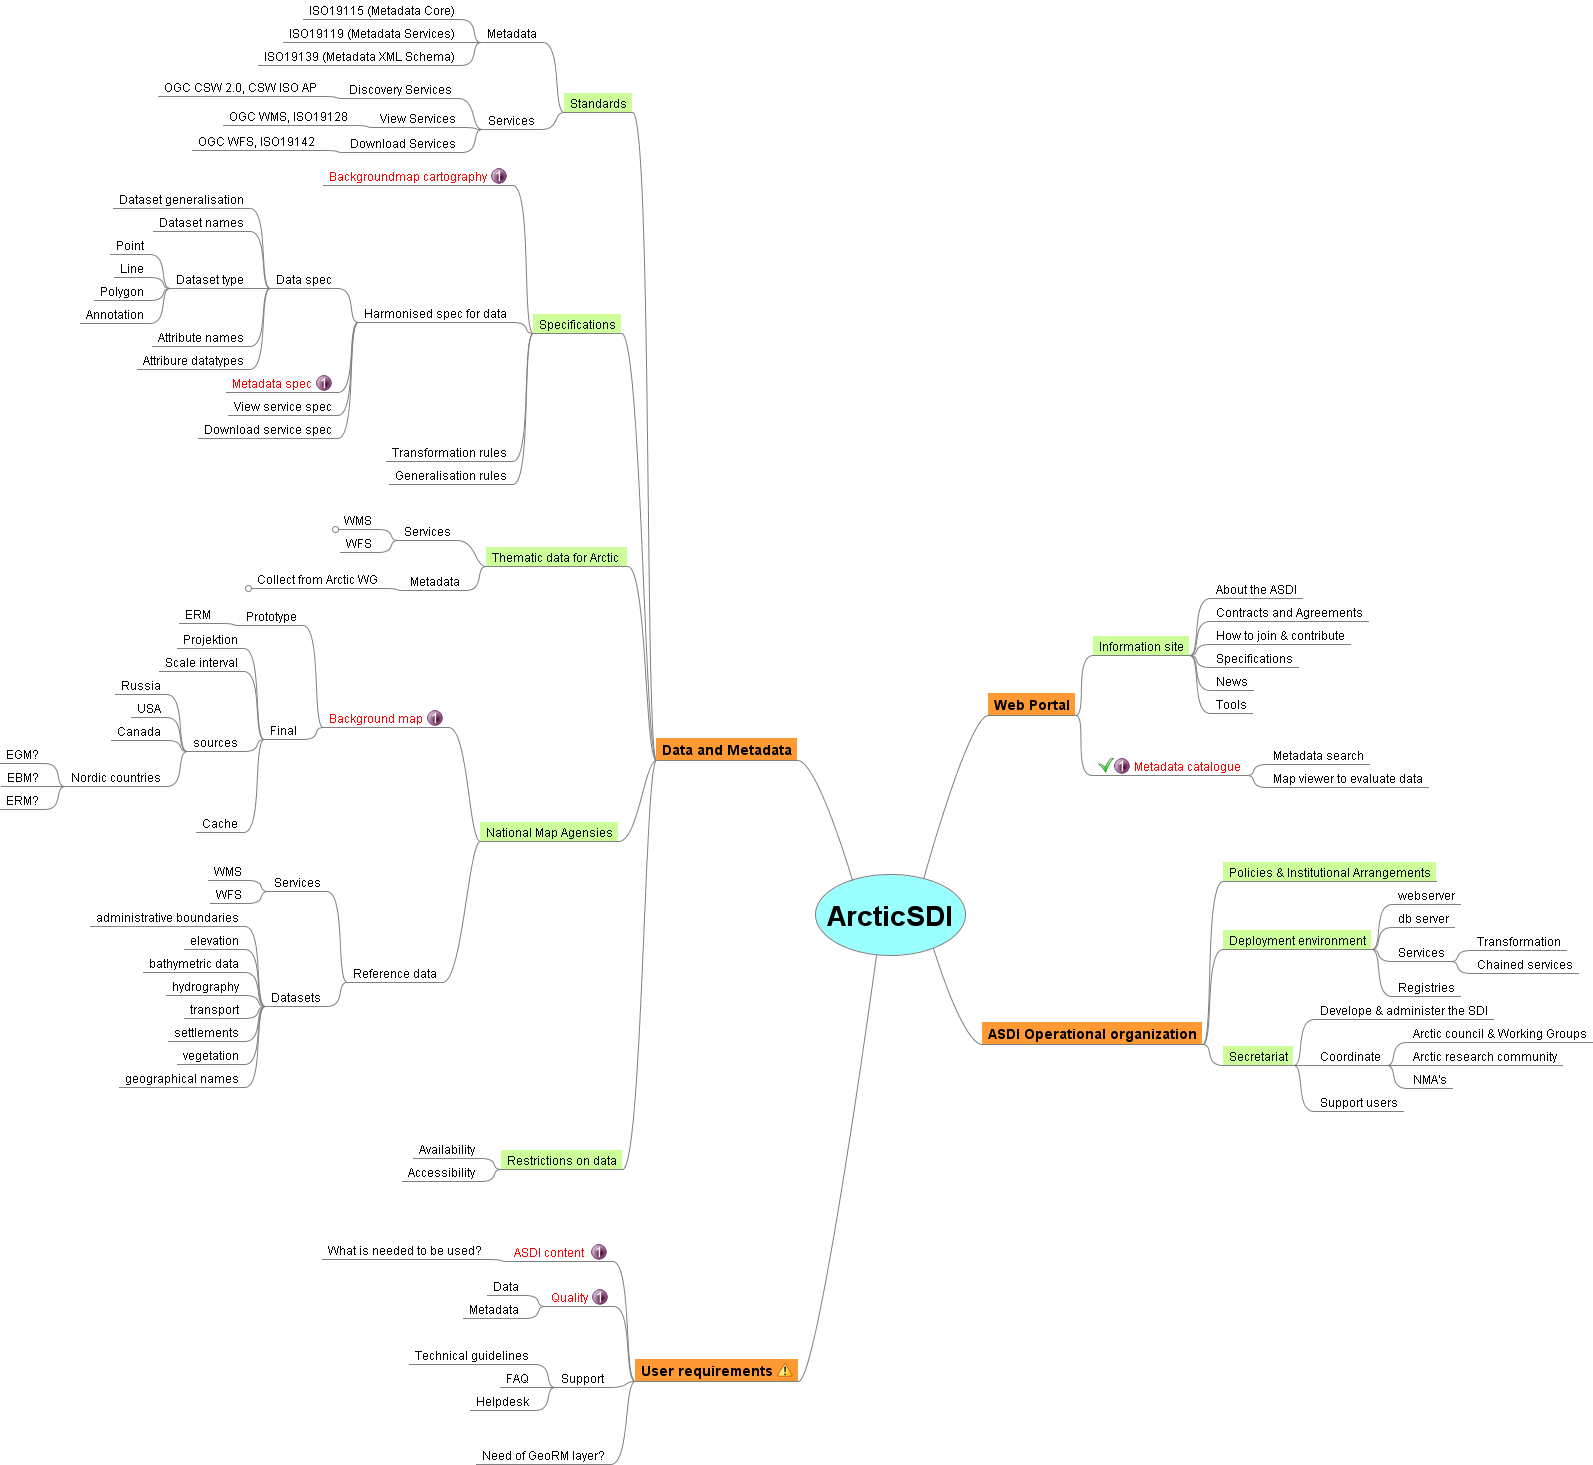 ISO19115 (Metadata Core)
ISO19119 (Metadata Services)
ISO19139 (Metadata XML Schema)
Metadata
OGC CSW 2.0, CSW ISO AP
Discovery Services
OGC WMS, ISO19128
View Services
OGC WFS, ISO19142
Download Services
Services
Standards
Backgroundmap cartography
Dataset generalisation
Dataset names
Point
Line
Polygon
Annotation
Dataset type
Attribute names
Attribure datatypes
Data spec
Metadata spec
View service spec
Download service spec
Harmonised spec for data
Transformation rules
Generalisation rules
Specifications
WMS
WFS
Services
Collect from Arctic WG
Metadata
Thematic data for Arctic
ERM
Prototype
Projektion
Scale interval
Russia
USA
Canada
EGM?
EBM?
ERM?
Nordic countries
sources
Cache
Final
Background map
WMS
WFS
Services
administrative boundaries
elevation
bathymetric data
hydrography
transport
settlements
vegetation
geographical names
Datasets
Reference data
National Map Agensies
Availability
Accessibility
Restrictions on data
Data and Metadata
What is needed to be used?
ASDI content
Data
Metadata
Quality
Technical guidelines
FAQ
Helpdesk
Support
Need of GeoRM layer?
User requirements
ArcticSDI
Web Portal
Information site
About the ASDI
Contracts and Agreements
How to join & contribute
Specifications
News
Tools
Metadata catalogue
Metadata search
Map viewer to evaluate data
ASDI Operational organization
Policies & Institutional Arrangements
Deployment environment
webserver
db server
Services
Transformation
Chained services
Registries
Secretariat
Develope & administer the SDI
Coordinate
Arctic council & Working Groups
Arctic research community
NMA's
Support users